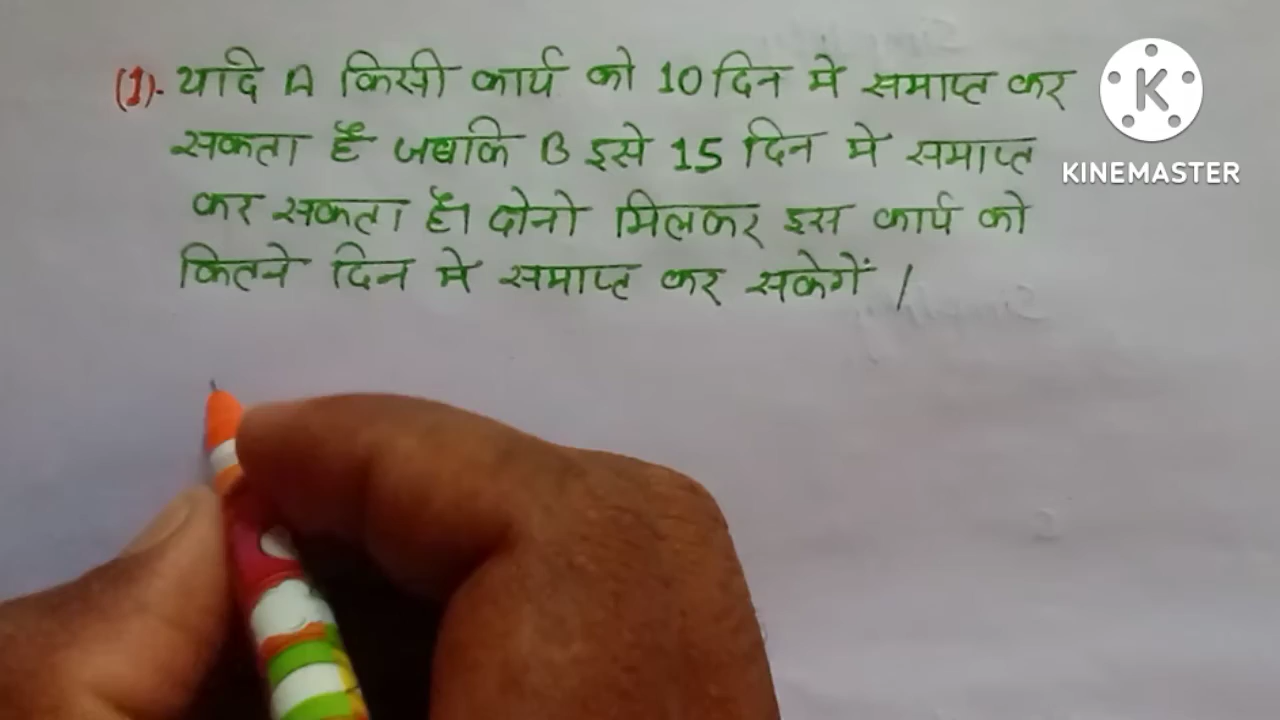 (1). यदि A किसी कार्य को 10 दिन मे समाप्त कर
सकता है जबकि B इसे 15 दिन मे समाप्त
कर सकता है। दोनो मिलकर इस कार्य को
कितने दिन मे समाप्त कर सकेगें /
K
KINEMASTER